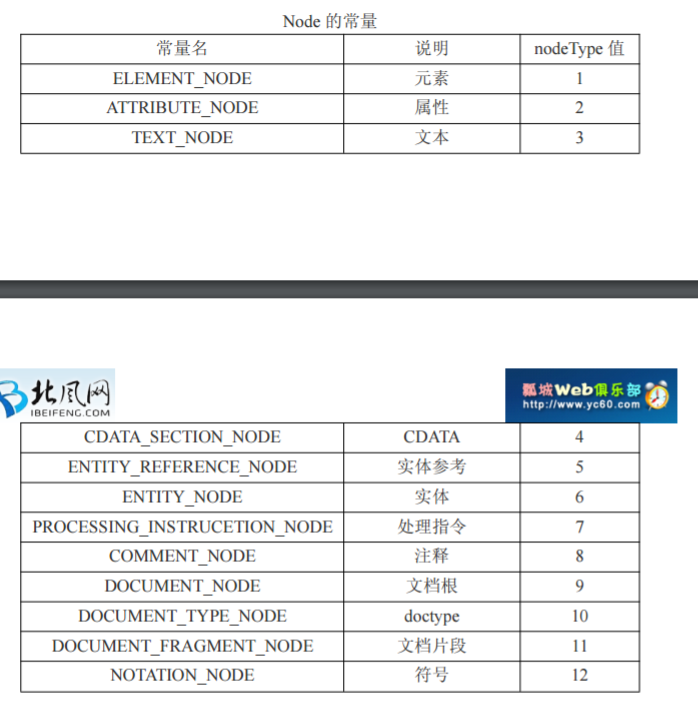 Node 的常量
常量名 说明 nodeType 值
ELEMENT_NODE 元素 1
ATTRIBUTE_NODE 属性 2
TEXT_NODE 文本 3
北风网
IBEIFENG.COM
瓢城Web俱乐部
http://www.yc60.com
CDATA_SECTION_NODE CDATA 4
ENTITY_REFERENCE_NODE 实体参考 5
ENTITY_NODE 实体 6
PROCESSING_INSTRUCETION_NODE 处理指令 7
COMMENT_NODE 注释 8
DOCUMENT_NODE 文档根 9
DOCUMENT_TYPE_NODE doctype 10
DOCUMENT_FRAGMENT_NODE 文档片段 11
NOTATION_NODE 符号 12